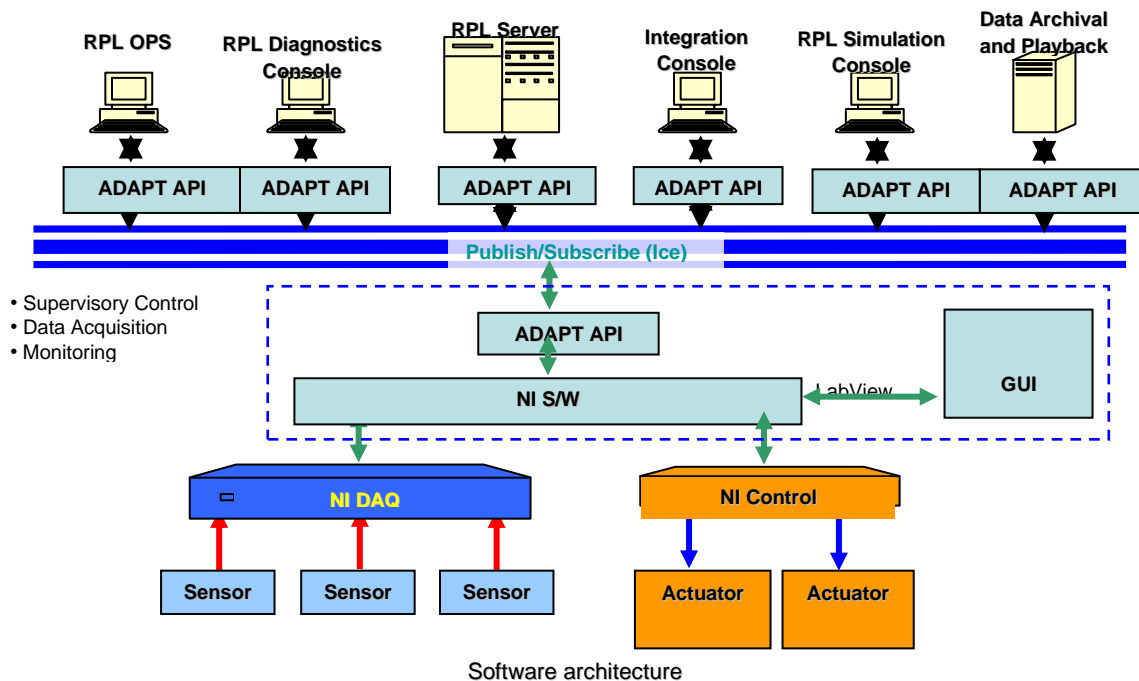 RPL OPS
RPL Diagnostics
Console
RPL Server
Integration
Console
RPL Simulation
Console
Data Archival
and Playback
ADAPT API
ADAPT API
ADAPT API
ADAPT API
ADAPT API
ADAPT API
Publish/Subscribe (Ice)
• Supervisory Control
• Data Acquisition
• Monitoring
ADAPT API
NI S/W
LabView
GUI
NI DAQ
NI Control
Sensor
Sensor
Sensor
Actuator
Actuator
Software architecture